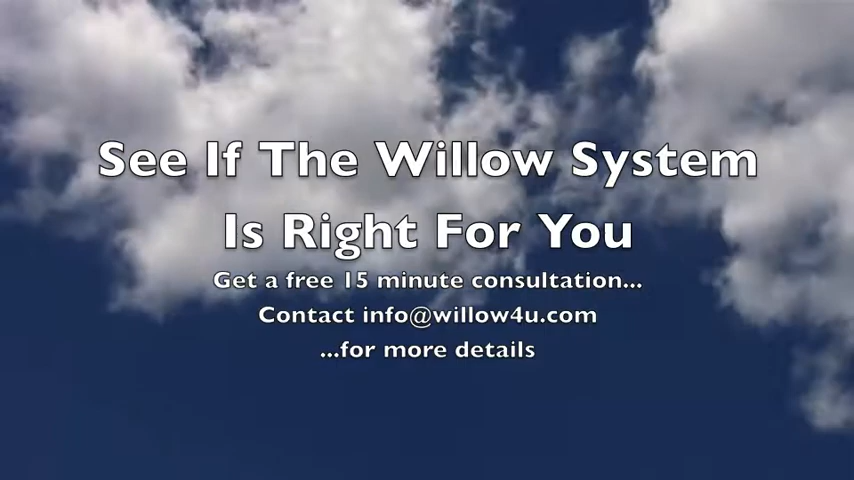 See If The Willow System
Is Right For You
Get a free 15 minute consultation...
Contact info@willow4u.com
...for more details